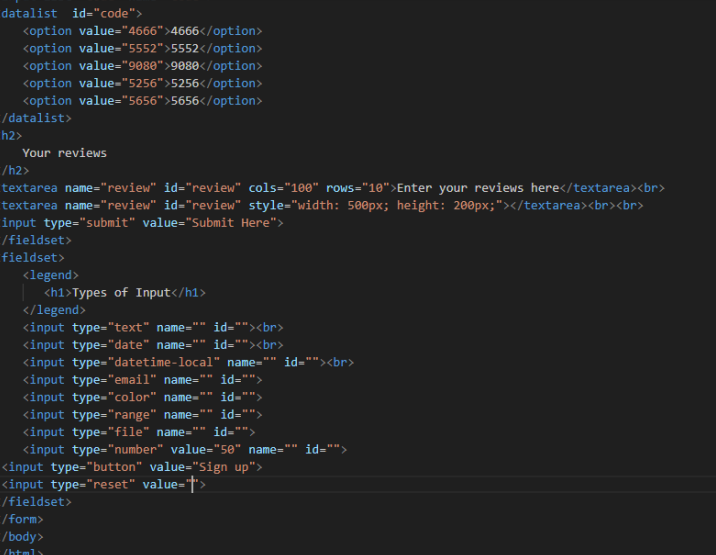 datalist  id="code">
<option value="4666">4666</option>
<option value="5552">5552</option>
<option value="9080">9080</option>
<option value="5256">5256</option>
<option value="5656">5656</option>
/datalist>
h2>
Your reviews
/h2>
textarea name="review" id="review" cols="100" rows="10">Enter your reviews here</textarea><br>
textarea name="review" id="review" style="width: 500px; height: 200px;"></textarea><br><br>
input type="submit" value="Submit Here">
/fieldset>
fieldset>
<legend>
<h1>Types of Input</h1>
</legend>
<input type="text" name="" id=""><br>
<input type="date" name="" id=""><br>
<input type="datetime-local" name="" id=""><br>
<input type="email" name="" id="">
<input type="color" name="" id="">
<input type="range" name="" id="">
<input type="file" name="" id="">
<input type="number" value="50" name="" id="">
<input type="button" value="Sign up">
<input type="reset" value="">
/fieldset>
/form>
/body>
/html>